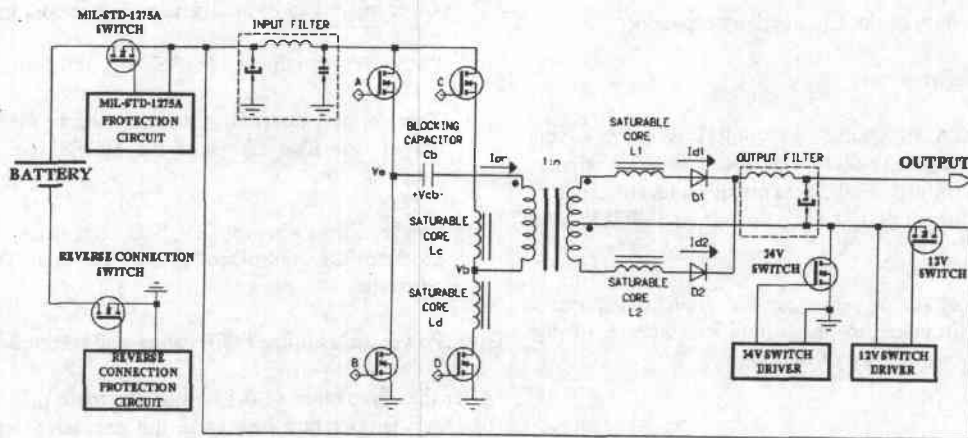 MIL-STD-1275A
SWITCH
INPUT FILTER
MIL-STD-1275A
PROTECTION
CIRCUIT
BATTERY
REVERSE CONNECTION
SWITCH
REVERSE
CONNECTION
PROTECTION
CIRCUIT
A
C
BLOCKING
CAPACITOR
Cb
Va
+Vcb-
Ipr
1:n
SATURABLE
CORE
Lc
Vb
SATURABLE
CORE
Ld
B
D
SATURABLE
CORE
L1
Id1
D1
OUTPUT FILTER
OUTPUT
Id2
D2
SATURABLE
CORE
L2
24V
SWITCH
12V
SWITCH
24V SWITCH
DRIVER
12V SWITCH
DRIVER